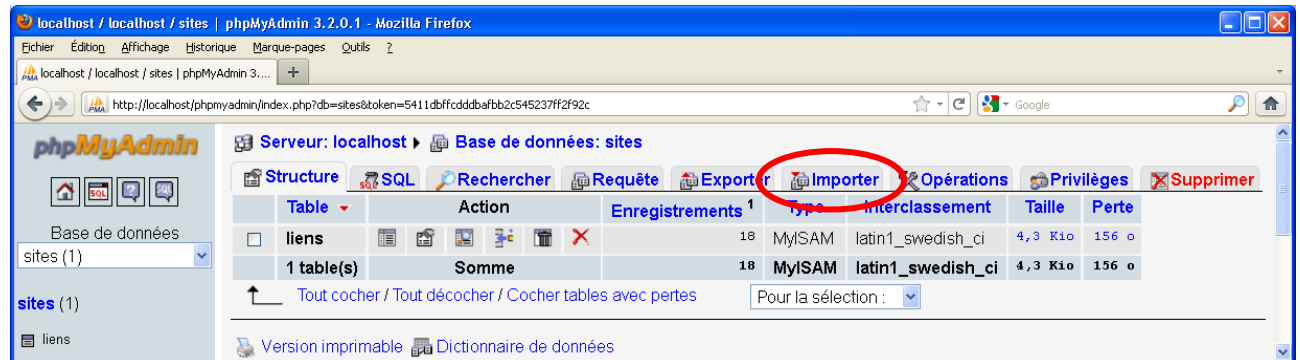 localhost / localhost / sites | phpMyAdmin 3.2.0.1 - Mozilla Firefox
Fichier Édition Affichage Historique Marque-pages Outils ?
localhost / localhost / sites | phpMyAdmin 3.... +
http://localhost/phpmyadmin/index.php?db=sites&token=5411dbffcdddbafbb2c545237ff2f92c Google
phpMyAdmin
Serveur: localhost Base de données: sites
Structure SQL Rechercher Requête Exporter Importer Opérations Privilèges Supprimer
Table Action Enregistrements 1 Type Interclassement Taille Perte
liens 18 MyISAM latin1_swedish_ci 4,3 Kio 156 o
1 table(s) Somme 18 MyISAM latin1_swedish_ci 4,3 Kio 156 o
Tout cocher / Tout décocher / Cocher tables avec pertes Pour la sélection :
Version imprimable Dictionnaire de données
SQL
Base de données
sites (1)
sites (1)
liens